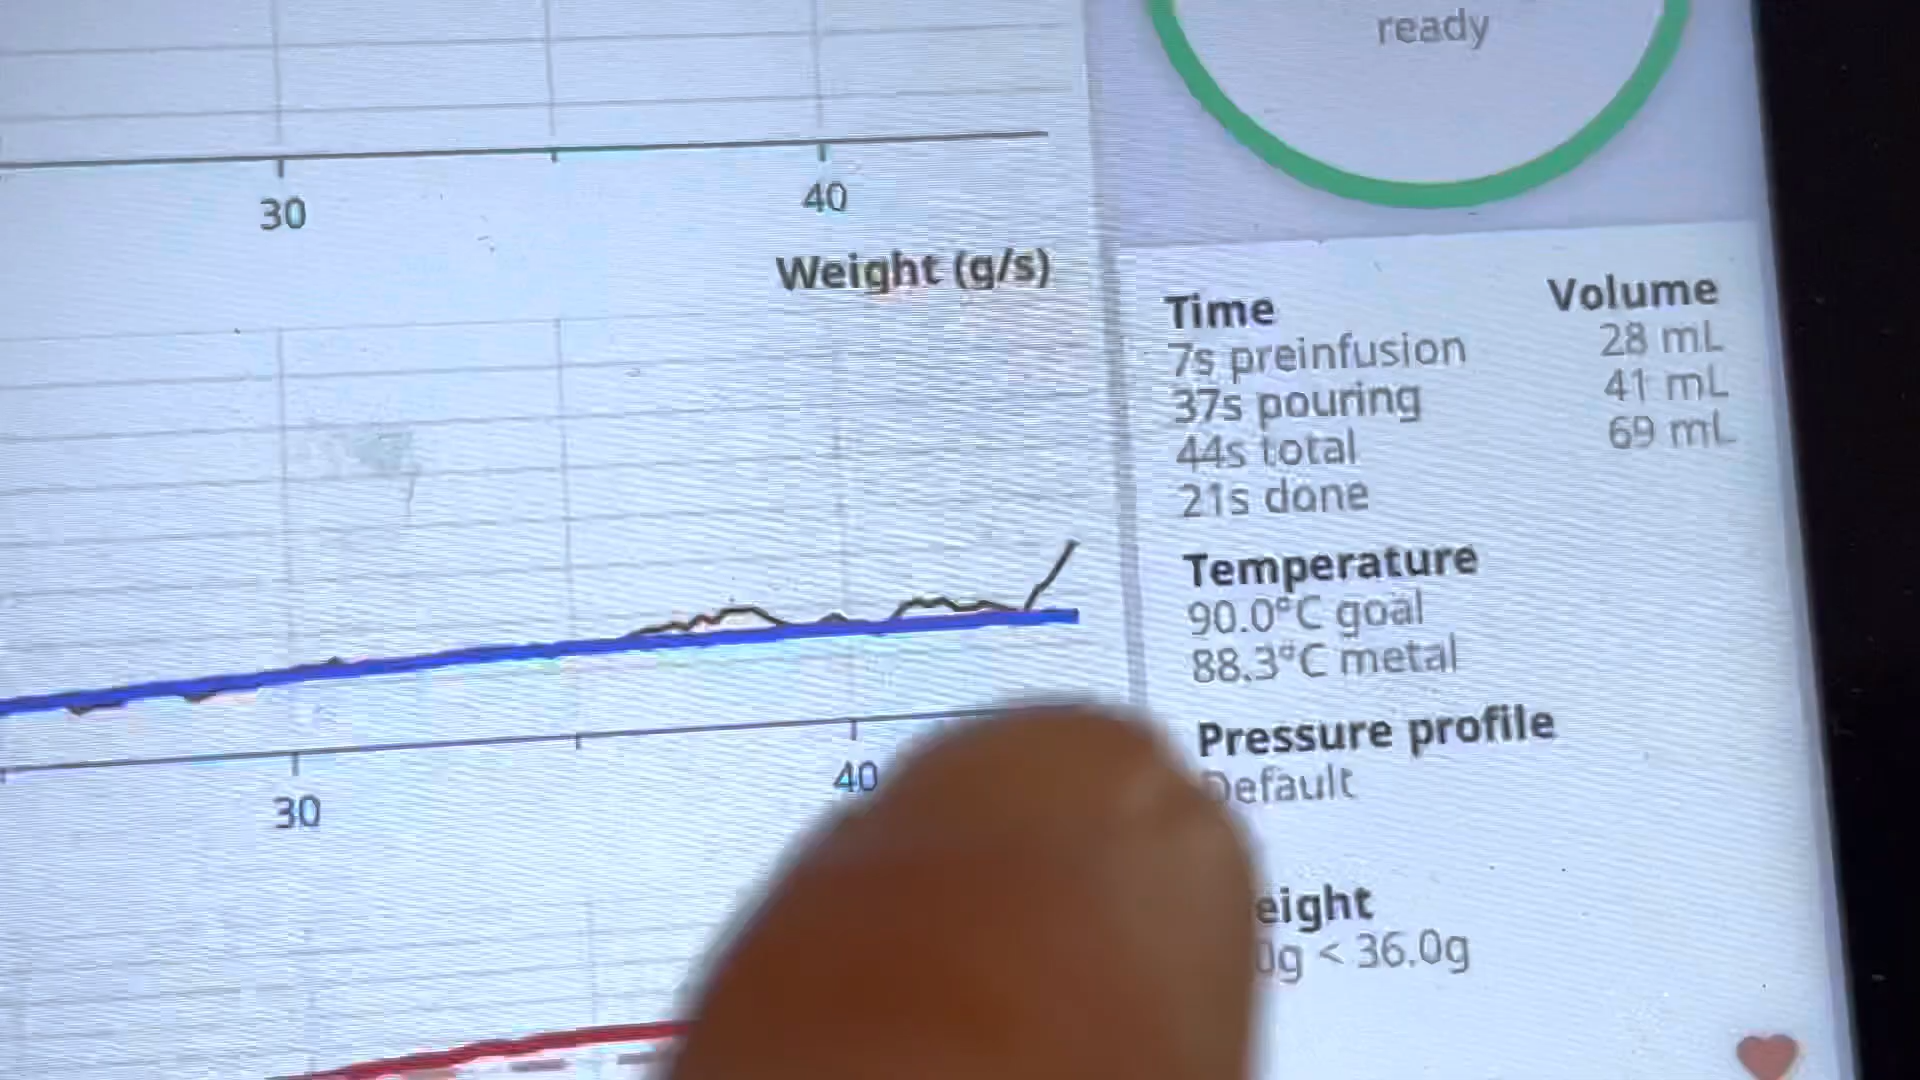 ready
30
40
Weight (g/s)
Time
Volume
7s preinfusion
28 mL
37s pouring
41 mL
44s total
69 mL
21s done
Temperature
90.0°C goal
88.3°C metal
Pressure profile
Default
40
30
eight
0g < 36.0g